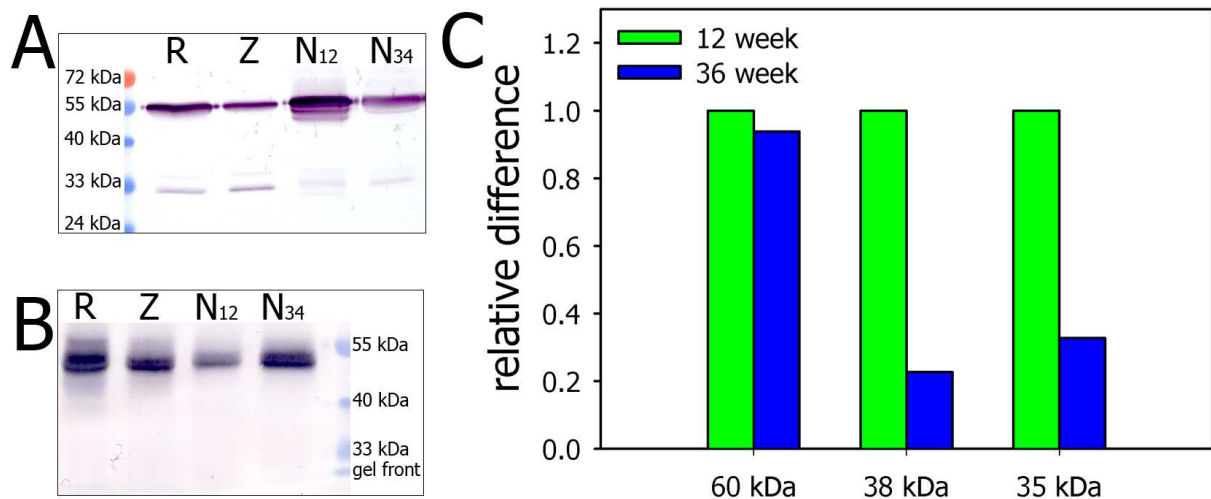 A
R Z N12 N34
72 kDa
55 kDa
40 kDa
33 kDa
24 kDa
B
R Z N12 N34
55 kDa
40 kDa
33 kDa
gel front
C
12 week
36 week
relative difference
1.2
1.0
0.8
0.6
0.4
0.2
0.0
60 kDa 38 kDa 35 kDa